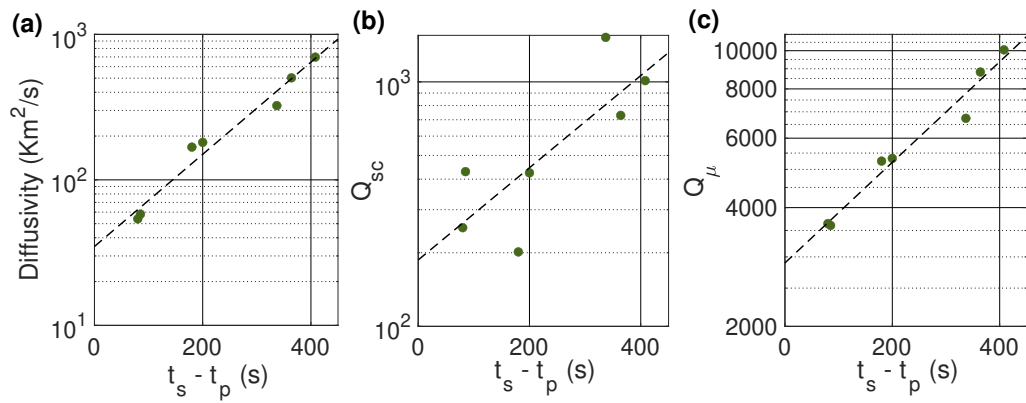 (a)
Diffusivity (Km²/s)
10³
10²
10¹
0 200 400
t_s - t_p (s)
(b)
Q_sc
10³
10²
0 200 400
t_s - t_p (s)
(c)
Q_μ
10000
8000
6000
4000
2000
0 200 400
t_s - t_p (s)